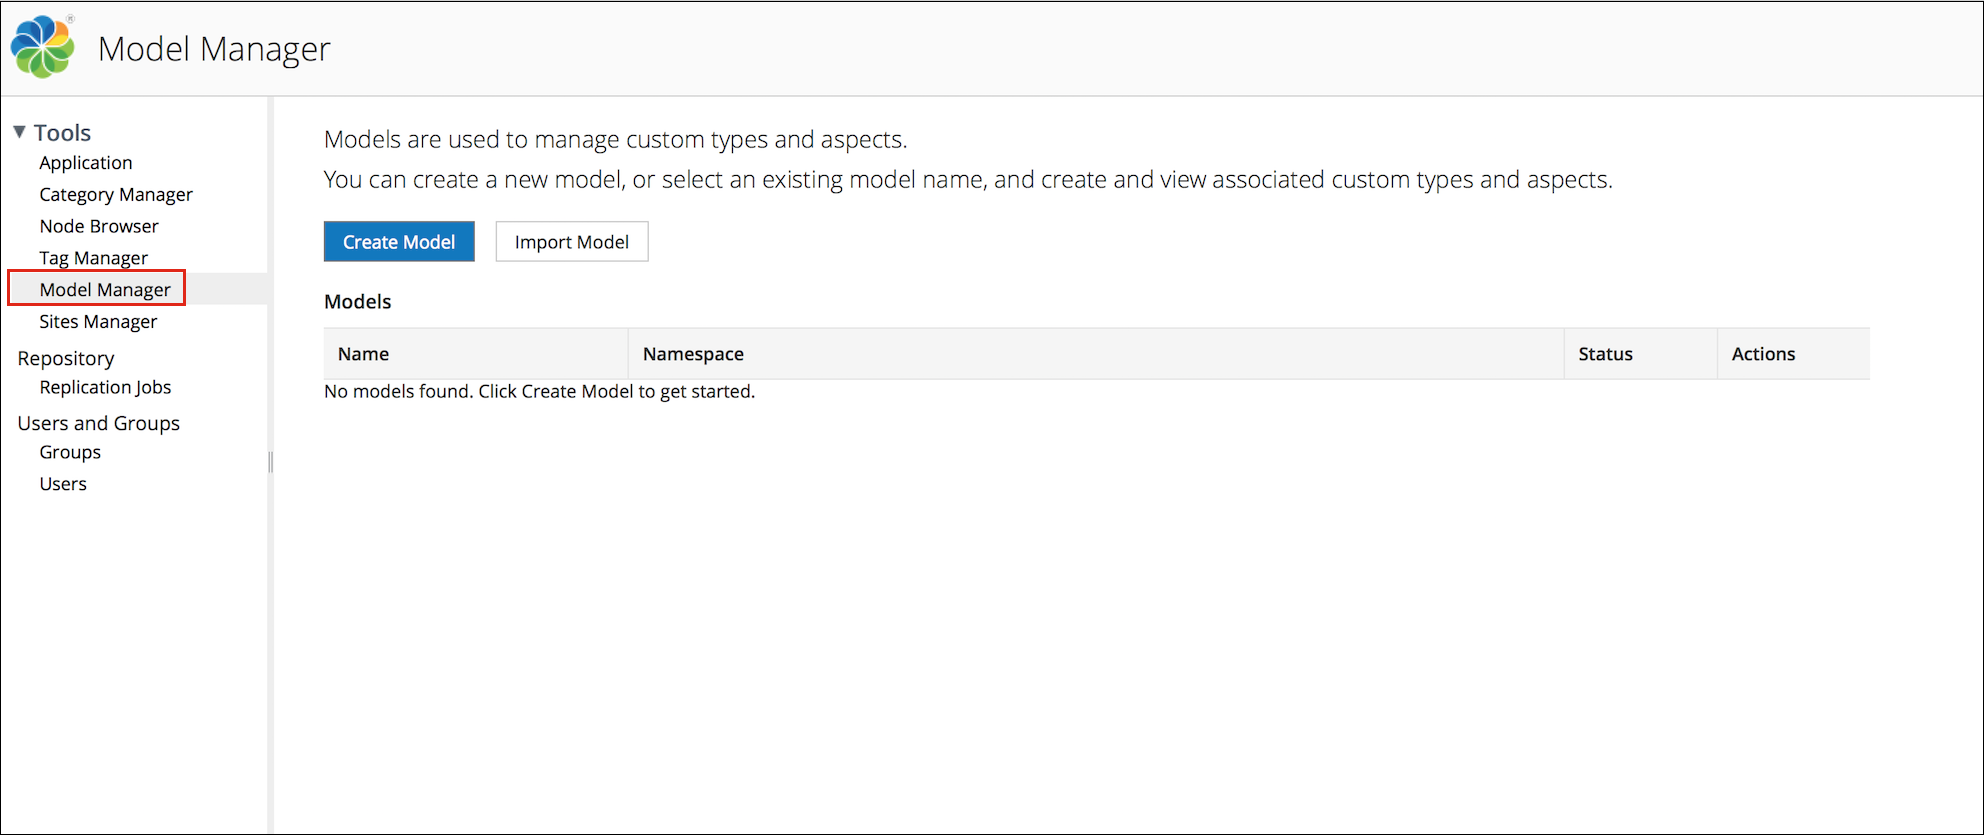 Model Manager
Tools
Application
Category Manager
Node Browser
Tag Manager
Model Manager
Sites Manager
Repository
Replication Jobs
Users and Groups
Groups
Users
Models are used to manage custom types and aspects.
You can create a new model, or select an existing model name, and create and view associated custom types and aspects.
Create Model Import Model
Models
Name Namespace Status Actions
No models found. Click Create Model to get started.